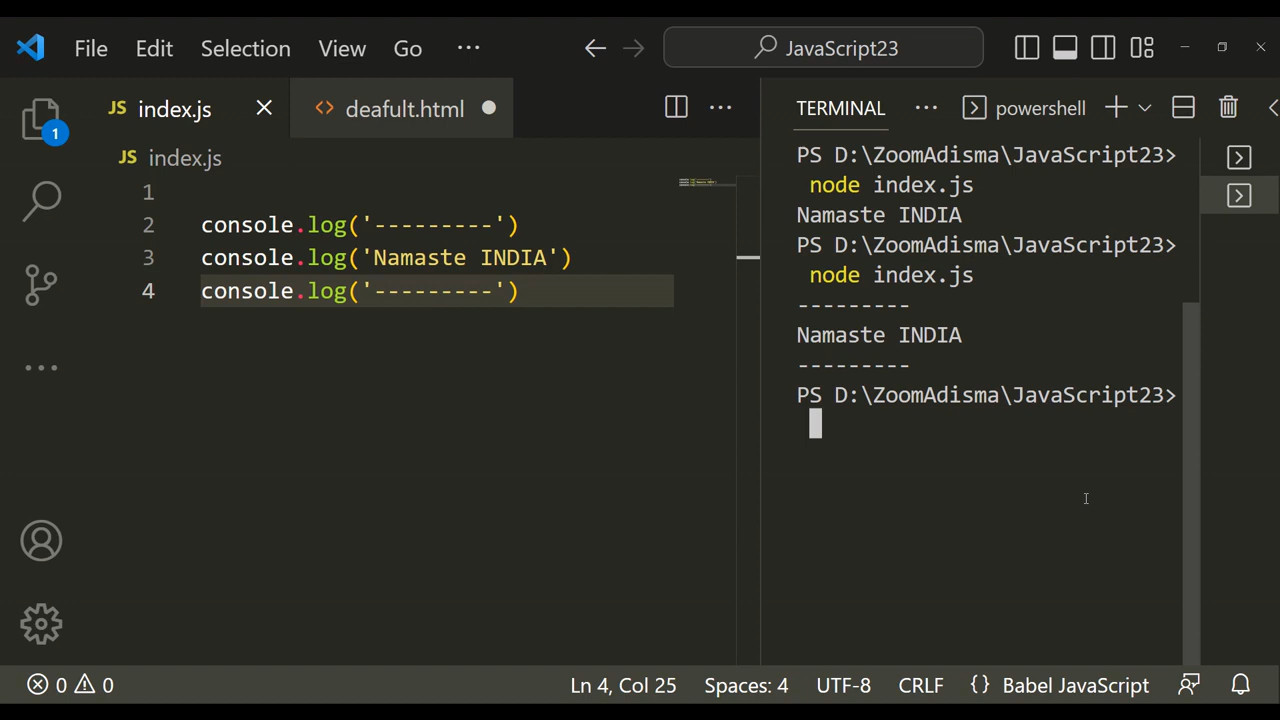 File Edit Selection View Go ... JavaScript23
JS index.js <> deafult.html
JS index.js
1
2 console.log('---------')
3 console.log('Namaste INDIA')
4 console.log('---------')
TERMINAL ... powershell
PS D:\ZoomAdisma\JavaScript23>
node index.js
Namaste INDIA
PS D:\ZoomAdisma\JavaScript23>
node index.js
---------
Namaste INDIA
---------
PS D:\ZoomAdisma\JavaScript23>
1
0 0 Ln 4, Col 25 Spaces: 4 UTF-8 CRLF {} Babel JavaScript